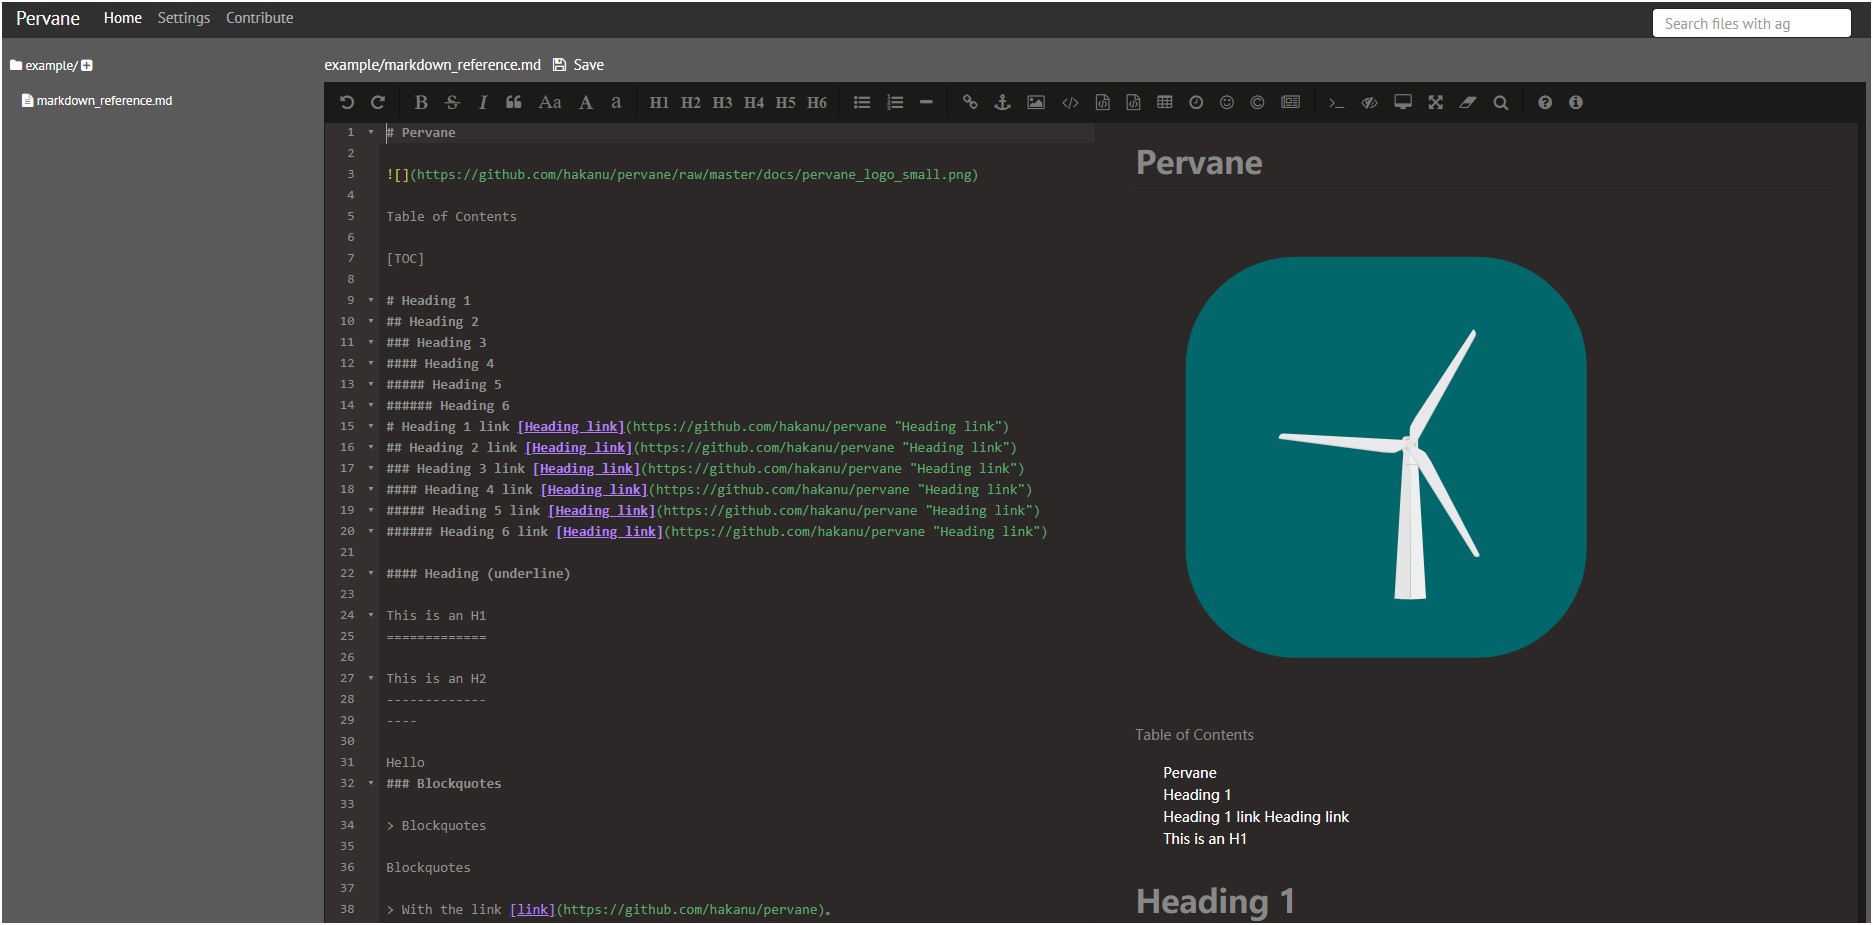 Pervane Home Settings Contribute Search files with ag
example/
markdown_reference.md
example/markdown_reference.md Save
B S I Aa A a H1 H2 H3 H4 H5 H6
1 # Pervane
2
3 ![](https://github.com/hakanu/pervane/raw/master/docs/pervane_logo_small.png)
4
5 Table of Contents
6
7 [TOC]
8
9 # Heading 1
10 ## Heading 2
11 ### Heading 3
12 #### Heading 4
13 ##### Heading 5
14 ###### Heading 6
15 # Heading 1 link [Heading link](https://github.com/hakanu/pervane "Heading link")
16 ## Heading 2 link [Heading link](https://github.com/hakanu/pervane "Heading link")
17 ### Heading 3 link [Heading link](https://github.com/hakanu/pervane "Heading link")
18 #### Heading 4 link [Heading link](https://github.com/hakanu/pervane "Heading link")
19 ##### Heading 5 link [Heading link](https://github.com/hakanu/pervane "Heading link")
20 ###### Heading 6 link [Heading link](https://github.com/hakanu/pervane "Heading link")
21
22 #### Heading (underline)
23
24 This is an H1
25 =============
26
27 This is an H2
28 -------------
29 ----
30
31 Hello
32 ### Blockquotes
33
34 > Blockquotes
35
36 Blockquotes
37
38 > With the link [link](https://github.com/hakanu/pervane)。
Pervane
Table of Contents
Pervane
Heading 1
Heading 1 link Heading link
This is an H1
Heading 1